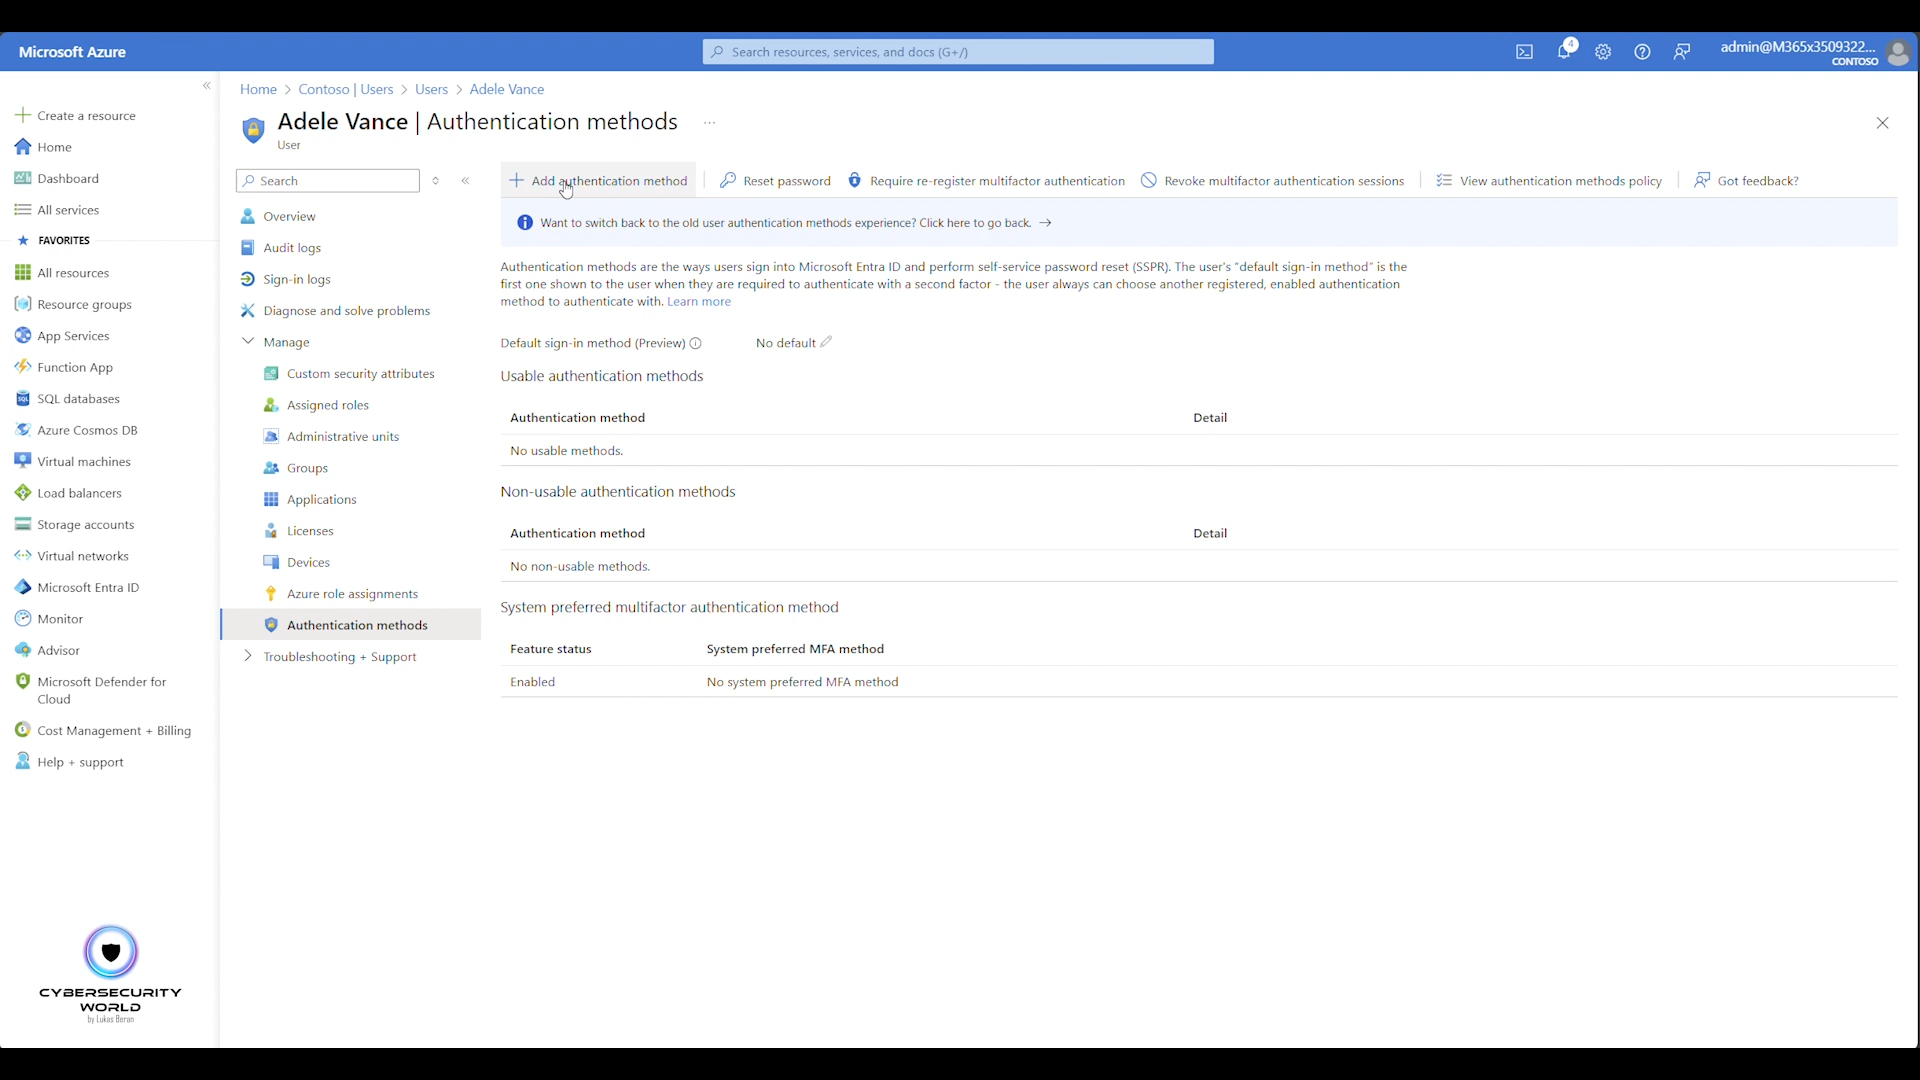 Microsoft Azure
Search resources, services, and docs (G+/)
4
admin@M365x3509322...
CONTOSO
Create a resource
Home
Dashboard
All services
FAVORITES
All resources
Resource groups
App Services
Function App
SQL databases
Azure Cosmos DB
Virtual machines
Load balancers
Storage accounts
Virtual networks
Microsoft Entra ID
Monitor
Advisor
Microsoft Defender for
Cloud
Cost Management + Billing
Help + support
CYBERSECURITY
WORLD
by Lukas Beran
Home > Contoso | Users > Users > Adele Vance
Adele Vance | Authentication methods ...
User
Search
Overview
Audit logs
Sign-in logs
Diagnose and solve problems
Manage
Custom security attributes
Assigned roles
Administrative units
Groups
Applications
Licenses
Devices
Azure role assignments
Authentication methods
Troubleshooting + Support
Add authentication method
Reset password
Require re-register multifactor authentication
Revoke multifactor authentication sessions
View authentication methods policy
Got feedback?
Want to switch back to the old user authentication methods experience? Click here to go back. →
Authentication methods are the ways users sign into Microsoft Entra ID and perform self-service password reset (SSPR). The user's "default sign-in method" is the
first one shown to the user when they are required to authenticate with a second factor - the user always can choose another registered, enabled authentication
method to authenticate with. Learn more
Default sign-in method (Preview) No default
Usable authentication methods
Authentication method Detail
No usable methods.
Non-usable authentication methods
Authentication method Detail
No non-usable methods.
System preferred multifactor authentication method
Feature status System preferred MFA method
Enabled No system preferred MFA method